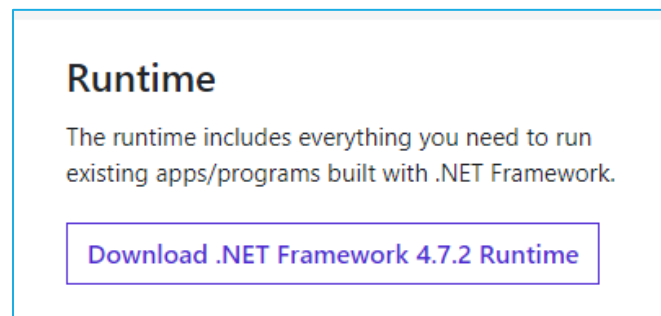 Runtime
The runtime includes everything you need to run
existing apps/programs built with .NET Framework.
Download .NET Framework 4.7.2 Runtime